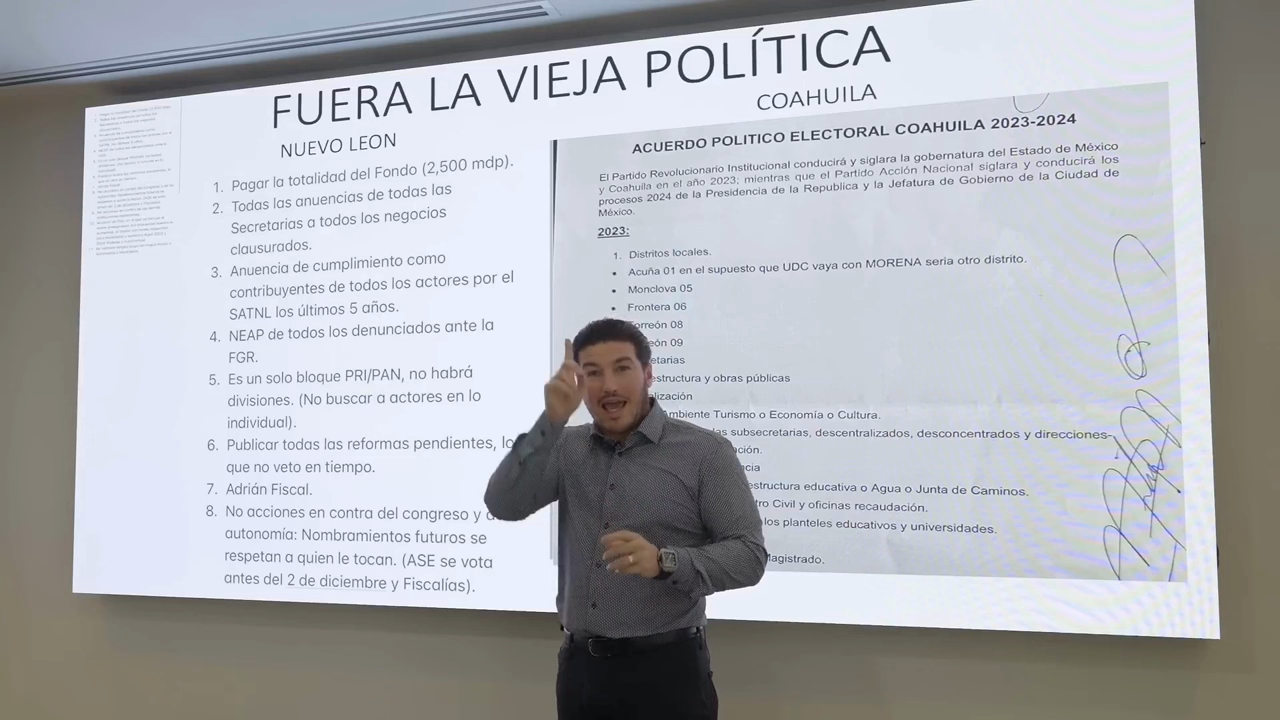 FUERA LA VIEJA POLÍTICA
NUEVO LEON
1. Pagar la totalidad del Fondo (2,500 mdp).
2. Todas las anuencias de todas las
Secretarias a todos los negocios
clausurados.
3. Anuencia de cumplimiento como
contribuyentes de todos los actores por el
SATNL los últimos 5 años.
4. NEAP de todos los denunciados ante la
FGR.
5. Es un solo bloque PRI/PAN, no habrá
divisiones. (No buscar a actores en lo
individual).
6. Publicar todas las reformas pendientes, lo
que no veto en tiempo.
7. Adrián Fiscal.
8. No acciones en contra del congreso y
autonomía: Nombramientos futuros se
respetan a quien le tocan. (ASE se vota
antes del 2 de diciembre y Fiscalías).
COAHUILA
ACUERDO POLITICO ELECTORAL COAHUILA 2023-2024
El Partido Revolucionario Institucional conducirá y siglara la gobernatura del Estado de México
y Coahuila en el año 2023, mientras que el Partido Acción Nacional siglara y conducirá los
procesos 2024 de la Presidencia de la Republica y la Jefatura de Gobierno de la Ciudad de
México.
2023:
1. Distritos locales.
• Acuña 01 en el supuesto que UDC vaya con MORENA seria otro distrito.
• Monclova 05
• Frontera 06
Torreón 08
eón 09
etarias
estructura y obras públicas
alización
Ambiente Turismo o Economía o Cultura.
las subsecretarias, descentralizados, desconcentrados y direcciones-
ción.
cia
estructura educativa o Agua o Junta de Caminos.
tro Civil y oficinas recaudación.
los planteles educativos y universidades.
Magistrado.